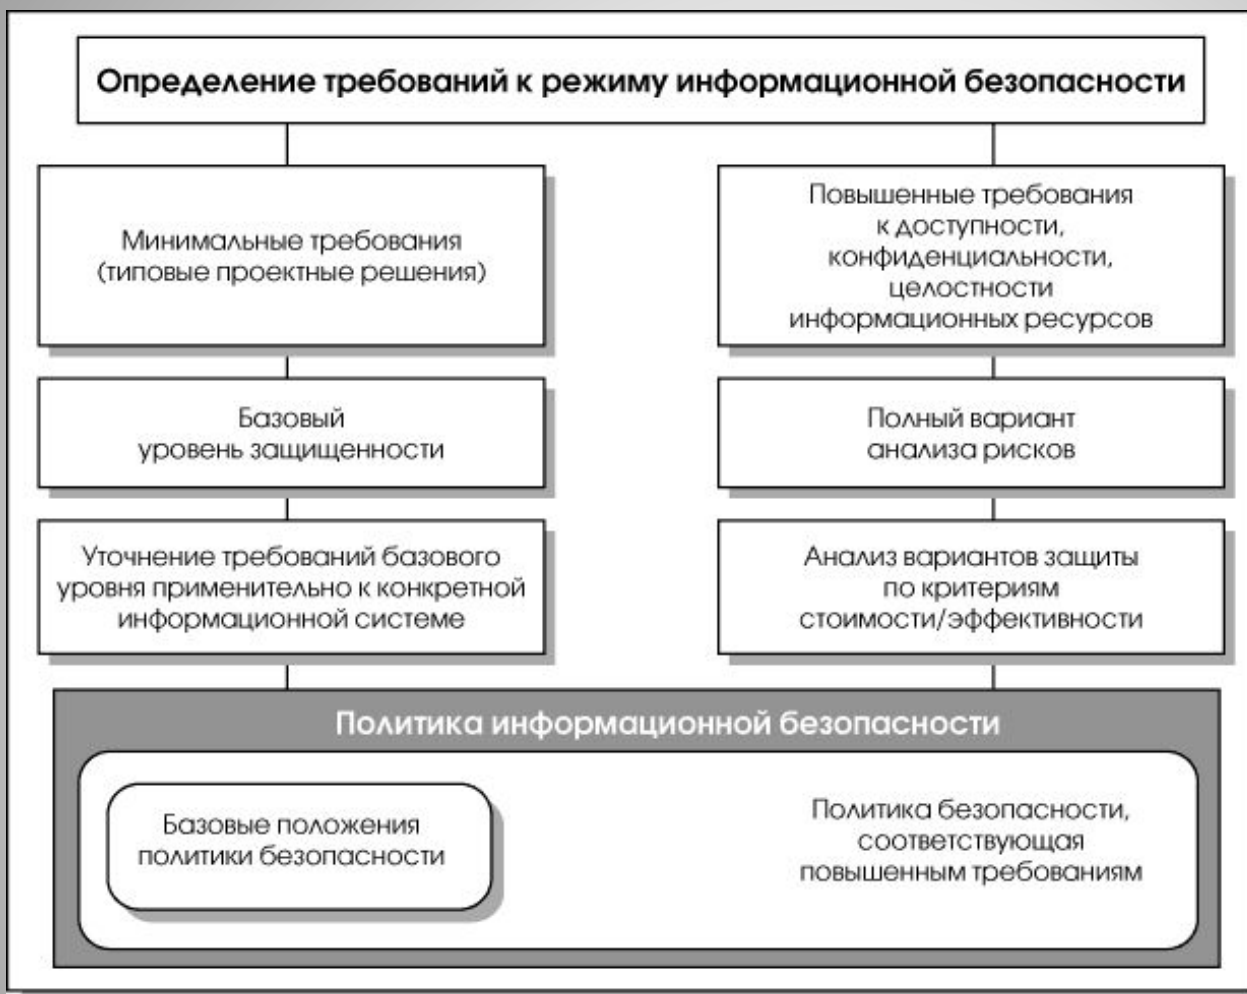 Определение требований к режиму информационной безопасности
Минимальные требования
(типовые проектные решения)
Повышенные требования
к доступности,
конфиденциальности,
целостности
информационных ресурсов
Базовый
уровень защищенности
Полный вариант
анализа рисков
Уточнение требований базового
уровня применительно к конкретной
информационной системе
Анализ вариантов защиты
по критериям
стоимости/эффективности
Политика информационной безопасности
Базовые положения
политики безопасности
Политика безопасности,
соответствующая
повышенным требованиям